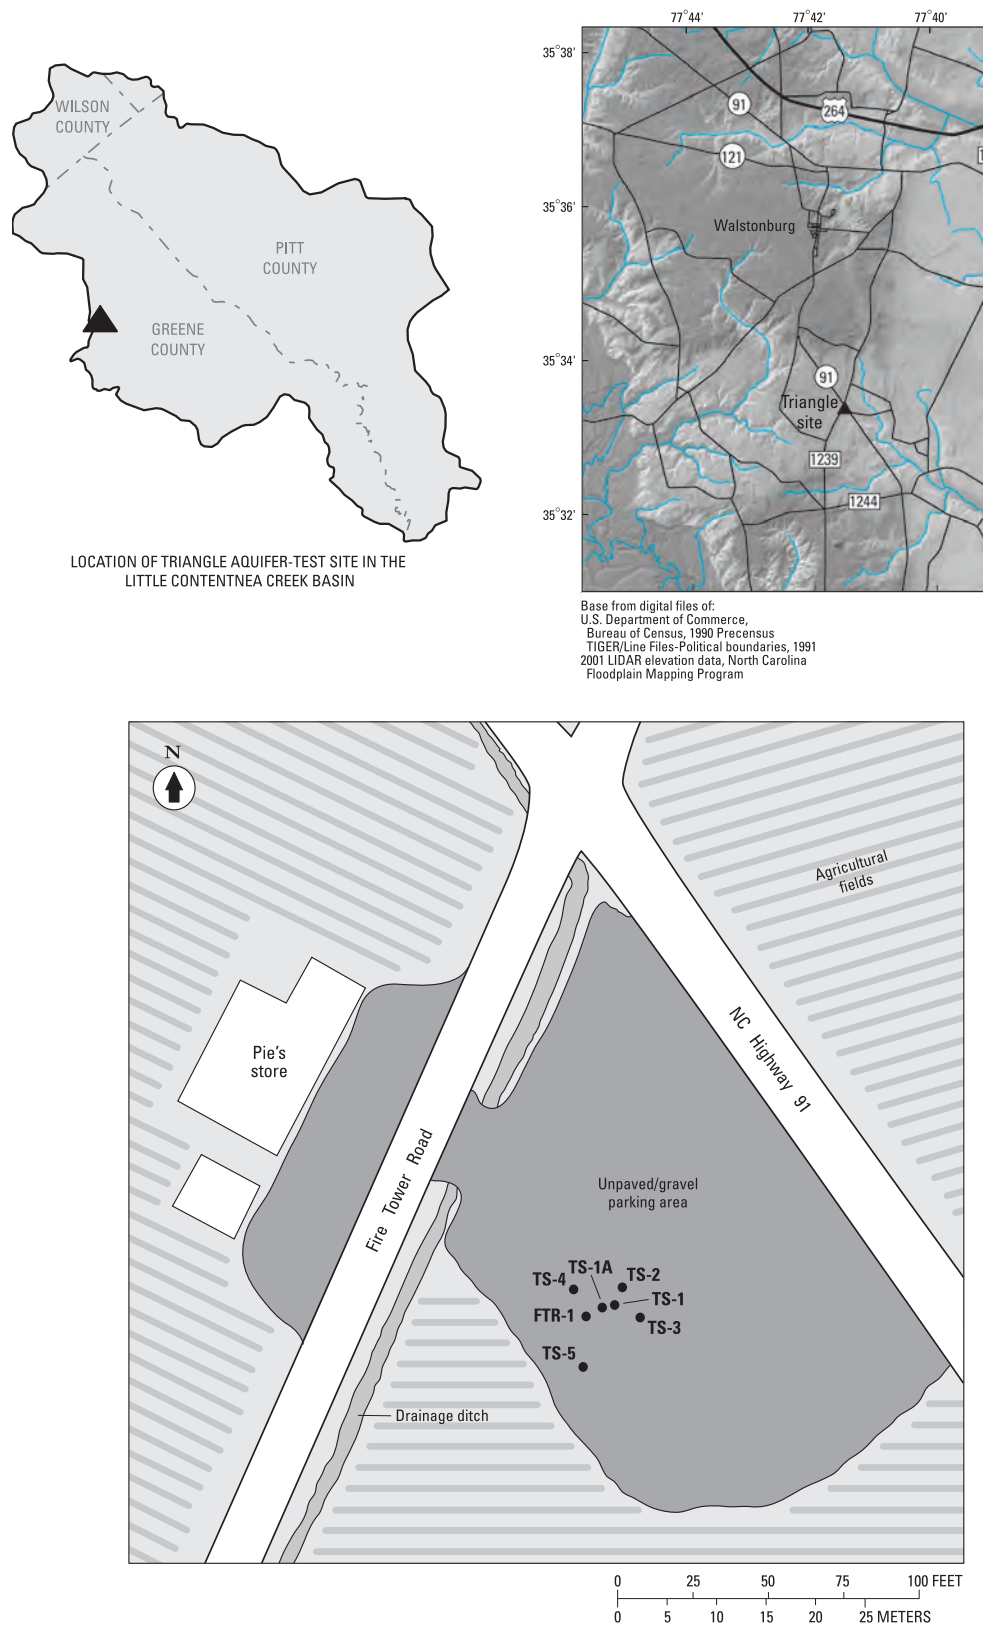 WILSON
COUNTY
PITT
COUNTY
GREENE
COUNTY
LOCATION OF TRIANGLE AQUIFER-TEST SITE IN THE
LITTLE CONTENTNEA CREEK BASIN
77°44' 77°42' 77°40'
35°38'
91
264
121
35°36'
Walstonburg
35°34'
91
Triangle
site
1239
1244
35°32'
Base from digital files of:
U.S. Department of Commerce,
Bureau of Census, 1990 Precensus
TIGER/Line Files-Political boundaries, 1991
2001 LIDAR elevation data, North Carolina
Floodplain Mapping Program
N
Agricultural
fields
Pie's
store
NC Highway 91
Fire Tower Road
Unpaved/gravel
parking area
TS-1A
TS-4
TS-2
TS-1
FTR-1
TS-3
TS-5
Drainage ditch
0 25 50 75 100 FEET
0 5 10 15 20 25 METERS